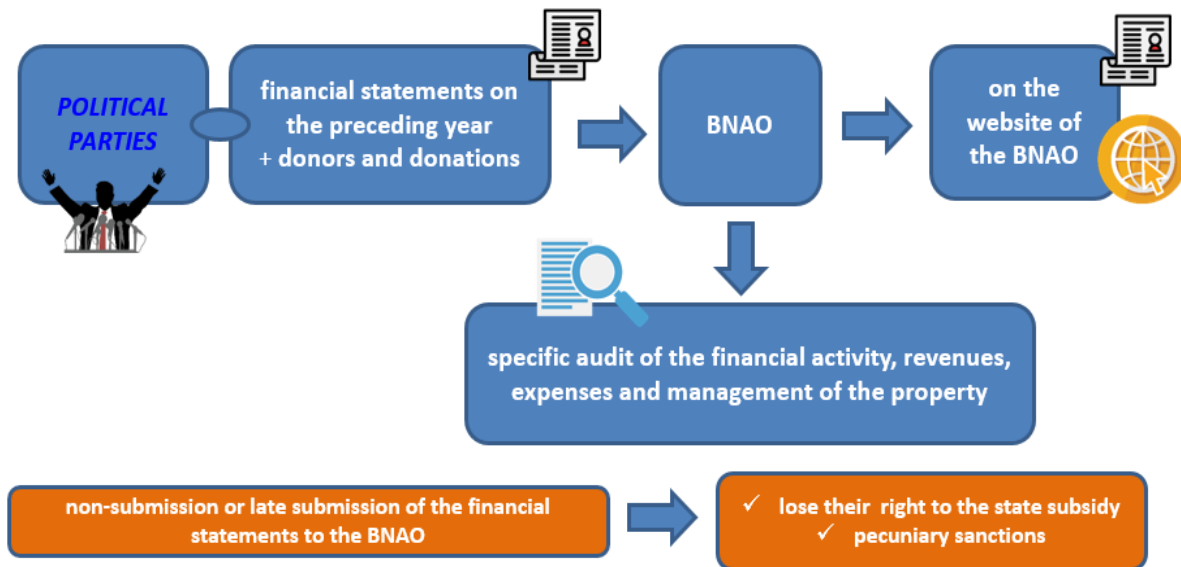 POLITICAL
PARTIES
financial statements on
the preceding year
+ donors and donations
BNAO
on the
website of
the BNAO
specific audit of the financial activity, revenues,
expenses and management of the property
non-submission or late submission of the financial
statements to the BNAO
✓ lose their right to the state subsidy
✓ pecuniary sanctions